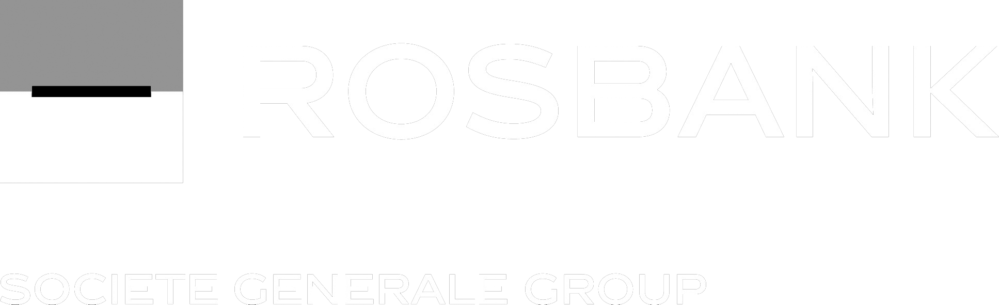 ROSBANK
SOCIETE GENERALE GROUP